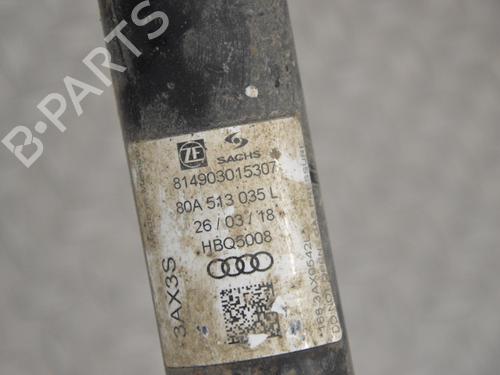 B-PARTS
ZF
SACHS
814903015307
80A 513 035 L
26 / 03 / 18
HBQ5008
3AX3S